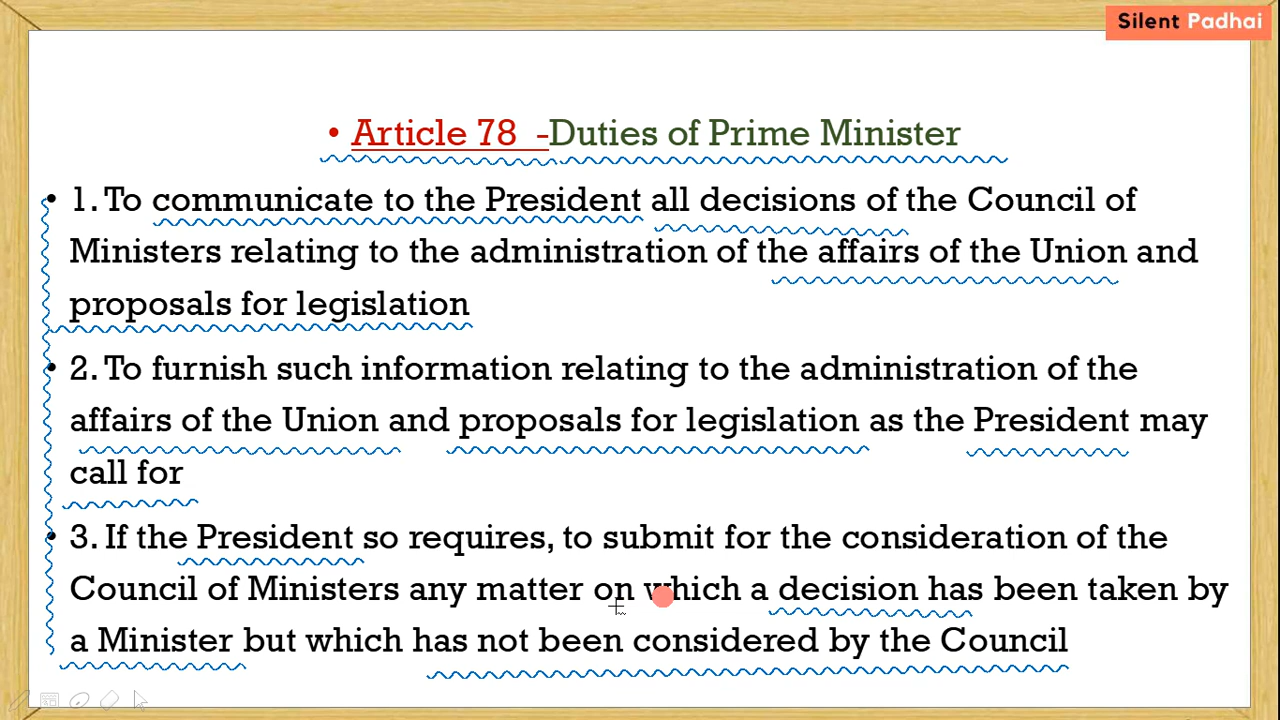 Silent Padhai
• Article 78 -Duties of Prime Minister
• 1. To communicate to the President all decisions of the Council of
Ministers relating to the administration of the affairs of the Union and
proposals for legislation
• 2. To furnish such information relating to the administration of the
affairs of the Union and proposals for legislation as the President may
call for
• 3. If the President so requires, to submit for the consideration of the
Council of Ministers any matter on which a decision has been taken by
a Minister but which has not been considered by the Council